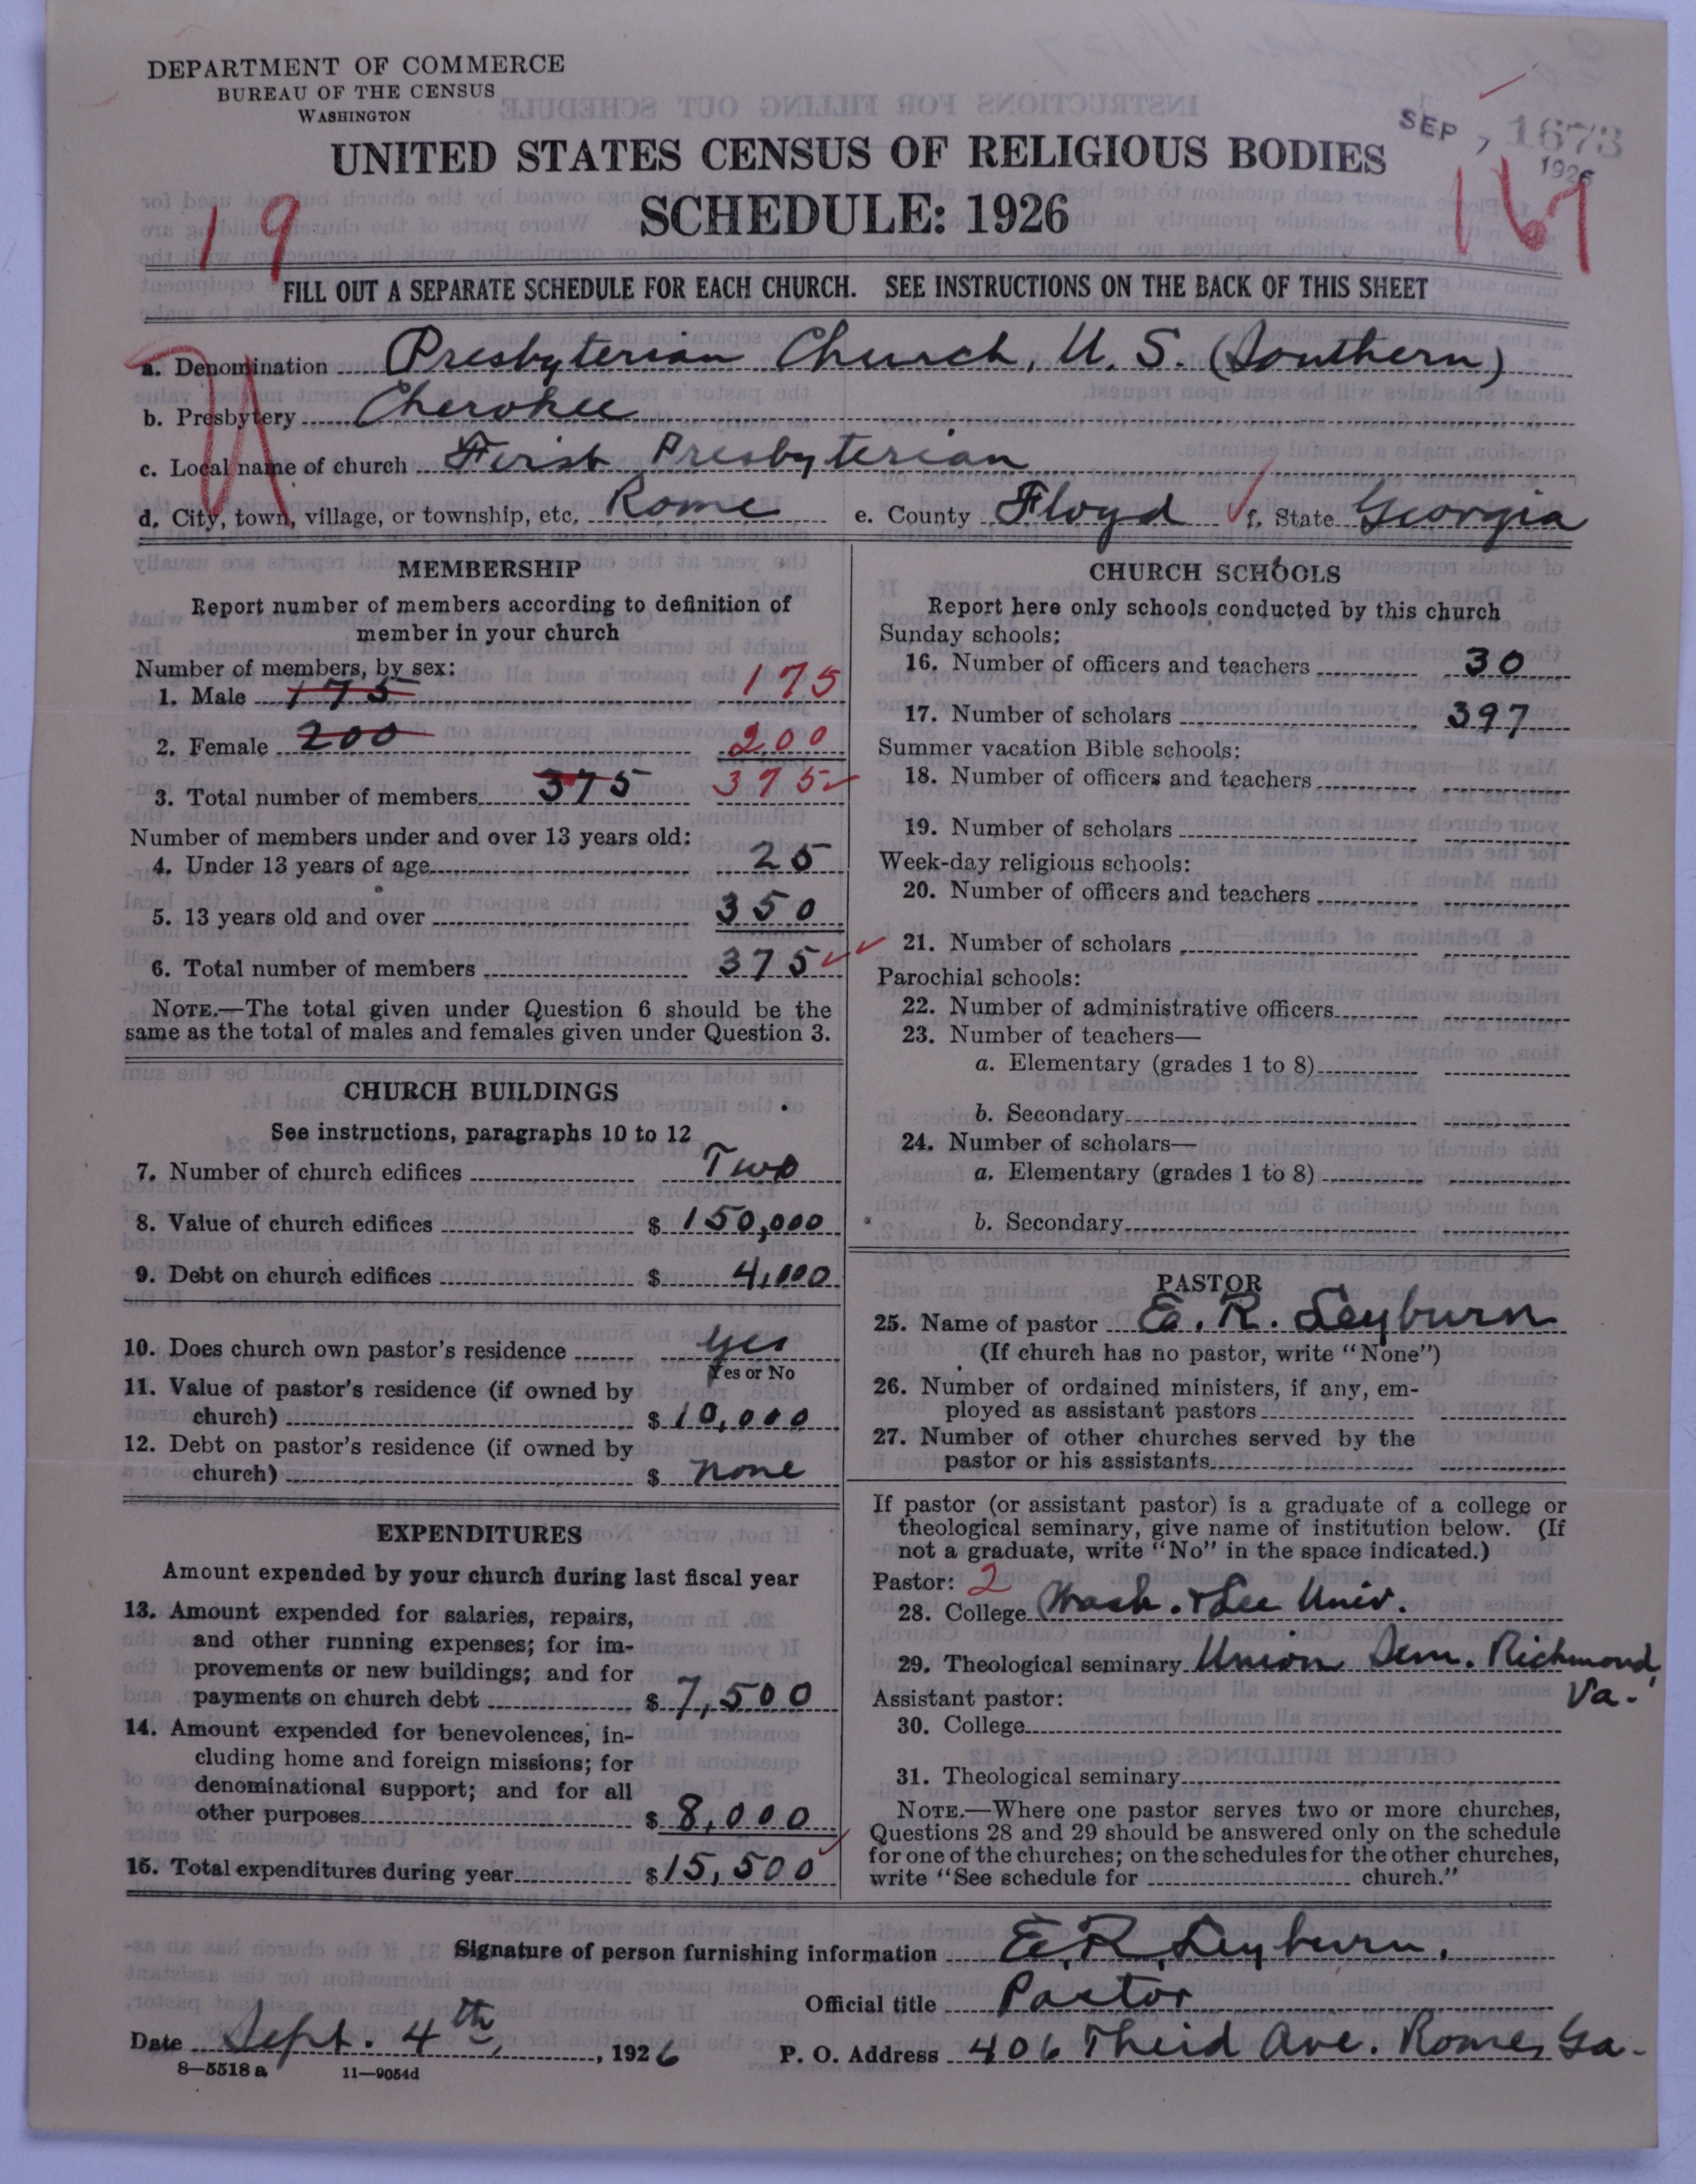 DEPARTMENT OF COMMERCE
BUREAU OF THE CENSUS
WASHINGTON
UNITED STATES CENSUS OF RELIGIOUS BODIES
SCHEDULE: 1926
SEP 7 1926
1673
19
167
FILL OUT A SEPARATE SCHEDULE FOR EACH CHURCH. SEE INSTRUCTIONS ON THE BACK OF THIS SHEET
a. Denomination Presbyterian Church, U. S. (Southern)
b. Presbytery Cherokee
c. Local name of church First Presbyterian
d. City, town, village, or township, etc. Rome e. County Floyd f. State Georgia
MEMBERSHIP
Report number of members according to definition of
member in your church
Number of members, by sex:
1. Male 175 175
2. Female 200 200
3. Total number of members 375 375
Number of members under and over 13 years old:
4. Under 13 years of age 25
5. 13 years old and over 350
6. Total number of members 375
NOTE.—The total given under Question 6 should be the
same as the total of males and females given under Question 3.
CHURCH BUILDINGS
See instructions, paragraphs 10 to 12
7. Number of church edifices Two
8. Value of church edifices $ 150,000
9. Debt on church edifices $ 4,000
10. Does church own pastor's residence yes
Yes or No
11. Value of pastor's residence (if owned by
church) $ 10,000
12. Debt on pastor's residence (if owned by
church) $ none
EXPENDITURES
Amount expended by your church during last fiscal year
13. Amount expended for salaries, repairs,
and other running expenses; for im-
provements or new buildings; and for
payments on church debt $ 7,500
14. Amount expended for benevolences, in-
cluding home and foreign missions; for
denominational support; and for all
other purposes $ 8,000
15. Total expenditures during year $ 15,500
CHURCH SCHOOLS
Report here only schools conducted by this church
Sunday schools:
16. Number of officers and teachers 30
17. Number of scholars 397
Summer vacation Bible schools:
18. Number of officers and teachers
19. Number of scholars
Week-day religious schools:
20. Number of officers and teachers
21. Number of scholars
Parochial schools:
22. Number of administrative officers
23. Number of teachers—
a. Elementary (grades 1 to 8)
b. Secondary
24. Number of scholars—
a. Elementary (grades 1 to 8)
b. Secondary
PASTOR
25. Name of pastor E. R. Leyburn
(If church has no pastor, write "None")
26. Number of ordained ministers, if any, em-
ployed as assistant pastors
27. Number of other churches served by the
pastor or his assistants
If pastor (or assistant pastor) is a graduate of a college or
theological seminary, give name of institution below. (If
not a graduate, write "No" in the space indicated.)
Pastor: 2
28. College Wash. & Lee Univ.
29. Theological seminary Union Sem. Richmond,
Va.
Assistant pastor:
30. College
31. Theological seminary
NOTE.—Where one pastor serves two or more churches,
Questions 28 and 29 should be answered only on the schedule
for one of the churches; on the schedules for the other churches,
write "See schedule for church."
Signature of person furnishing information E. R. Leyburn.
Official title Pastor
Date Sept. 4th, 1926 P. O. Address 406 Third Ave. Rome, Ga.
8—5518 a 11—9054d